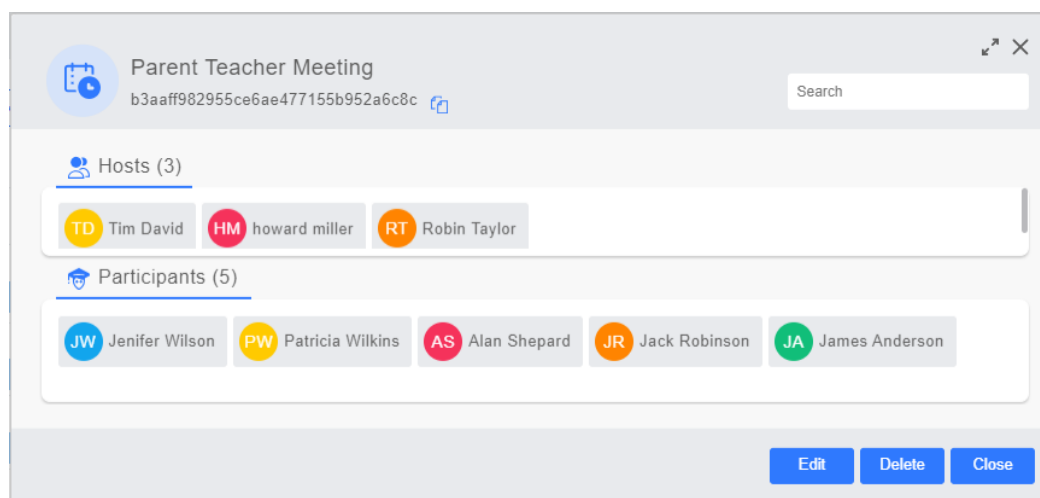 Parent Teacher Meeting
b3aaff982955ce6ae477155b952a6c8c
Search
Hosts (3)
TD Tim David HM howard miller RT Robin Taylor
Participants (5)
JW Jenifer Wilson PW Patricia Wilkins AS Alan Shepard JR Jack Robinson JA James Anderson
Edit Delete Close